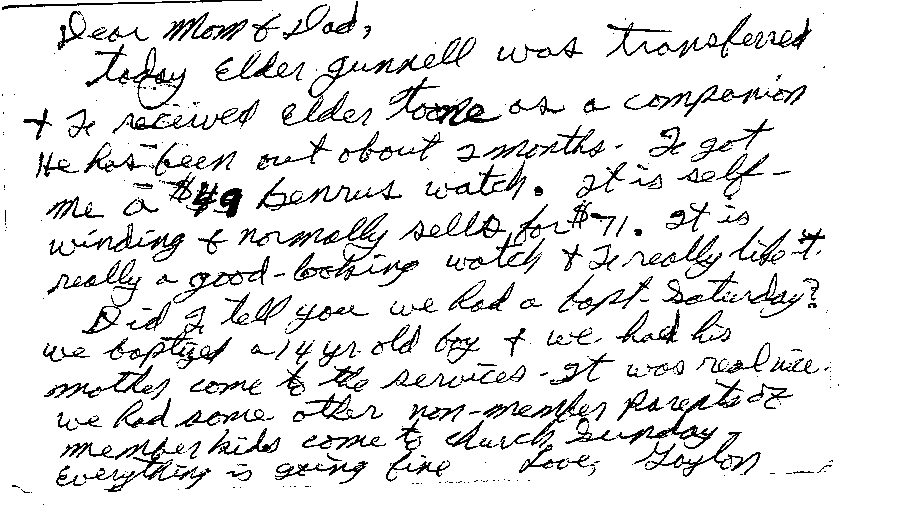 Dear Mom & Dad,
today Elder Gunnell was transferred
& I received Elder Toone as a companion
He has been out about 2 months. I got
me a $49 Benrus watch. It is self-
winding & normally sells for $71. It is
really a good-looking watch & I really like it.
Did I tell you we had a bapt. Saturday?
we baptized a 14 yr. old boy & we had his
mother come to the services - It was real nice.
we had some other non-member parents of
member kids come to church Sunday.
Everything is going fine Love, Gaylon